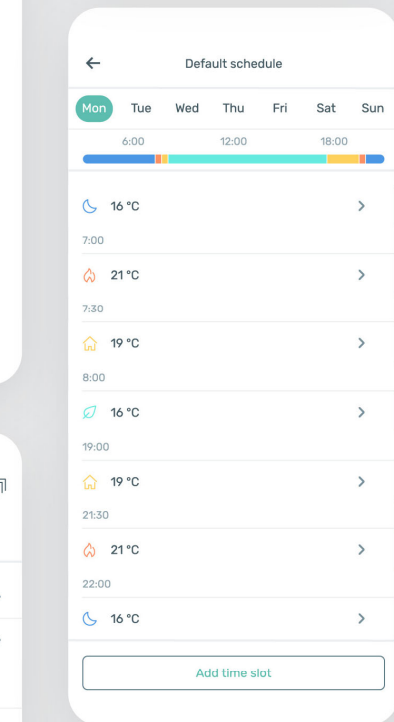 Default schedule
Mon Tue Wed Thu Fri Sat Sun
6:00 12:00 18:00
16 °C
7:00
21 °C
7:30
19 °C
8:00
16 °C
19:00
19 °C
21:30
21 °C
22:00
16 °C
Add time slot